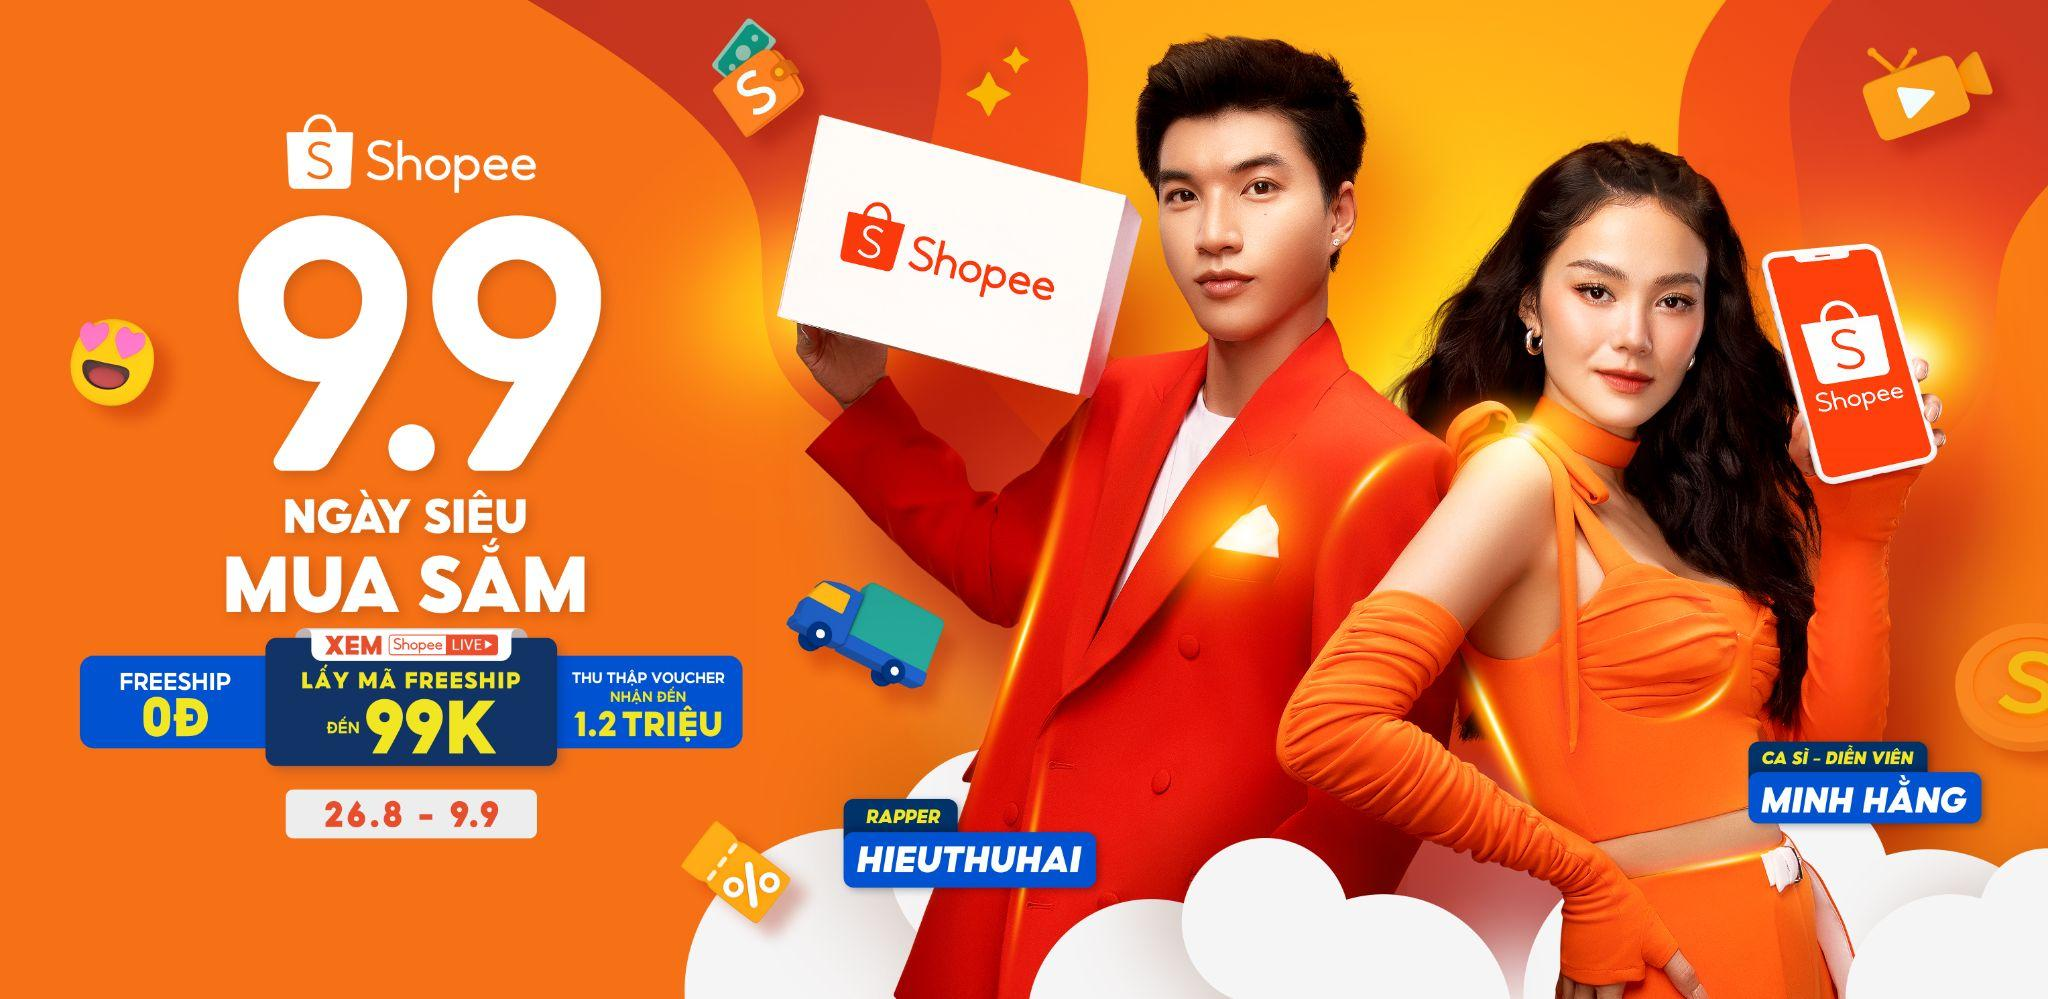 S Shopee
9.9
NGÀY SIÊU
MUA SẮM
XEM Shopee LIVE
FREESHIP
0Đ
LẤY MÃ FREESHIP
ĐẾN 99K
THU THẬP VOUCHER
NHẬN ĐẾN
1.2 TRIỆU
26.8 - 9.9
S
S Shopee
S
Shopee
S
%
RAPPER
HIEUTHUHAI
CA SĨ - DIỄN VIÊN
MINH HẰNG